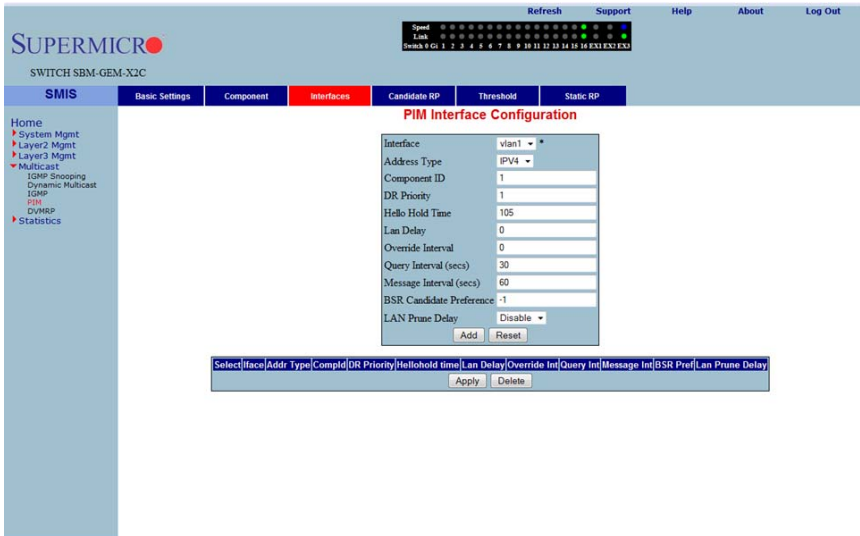 Refresh Support Help About Log Out
Speed
Link
Switch 0 Gi 1 2 3 4 5 6 7 8 9 10 11 12 13 14 15 16 EX1 EX2 EX3
SUPERMICRO
SWITCH SBM-GEM-X2C
SMIS
Basic Settings Component Interfaces Candidate RP Threshold Static RP
Home
System Mgmt
Layer2 Mgmt
Layer3 Mgmt
Multicast
IGMP Snooping
Dynamic Multicast
IGMP
PIM
DVMRP
Statistics
PIM Interface Configuration
Interface vlan1 *
Address Type IPV4
Component ID 1
DR Priority 1
Hello Hold Time 105
Lan Delay 0
Override Interval 0
Query Interval (secs) 30
Message Interval (secs) 60
BSR Candidate Preference -1
LAN Prune Delay Disable
Add Reset
Select Iface Addr Type CompId DR Priority Hellohold time Lan Delay Override Int Query Int Message Int BSR Pref Lan Prune Delay
Apply Delete